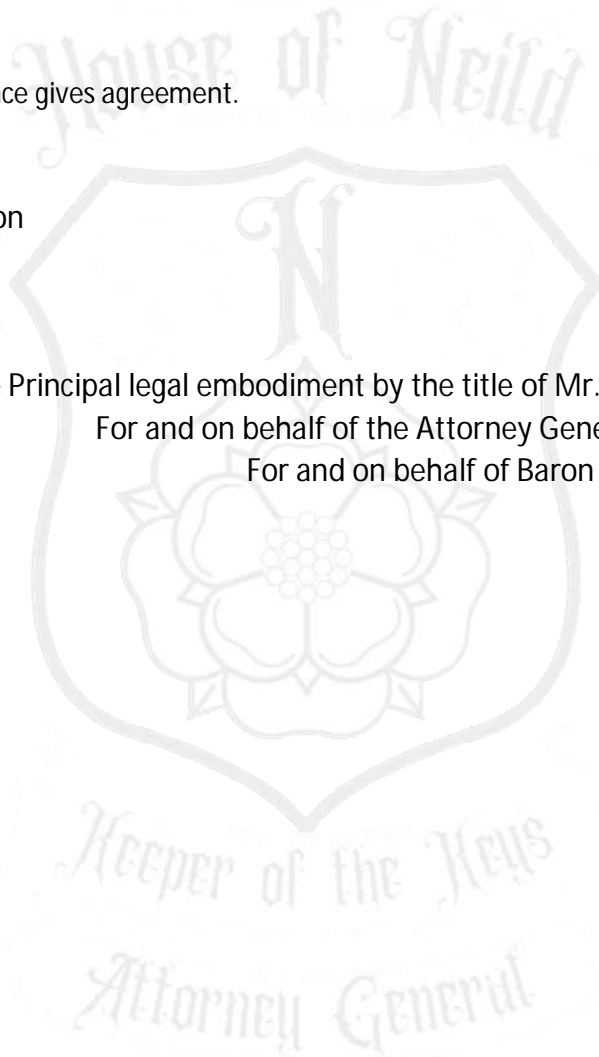 House of Neild
ce gives agreement.
on
N
Principal legal embodiment by the title of Mr.
For and on behalf of the Attorney Gene
For and on behalf of Baron
Keeper of the Keys
Attorney General